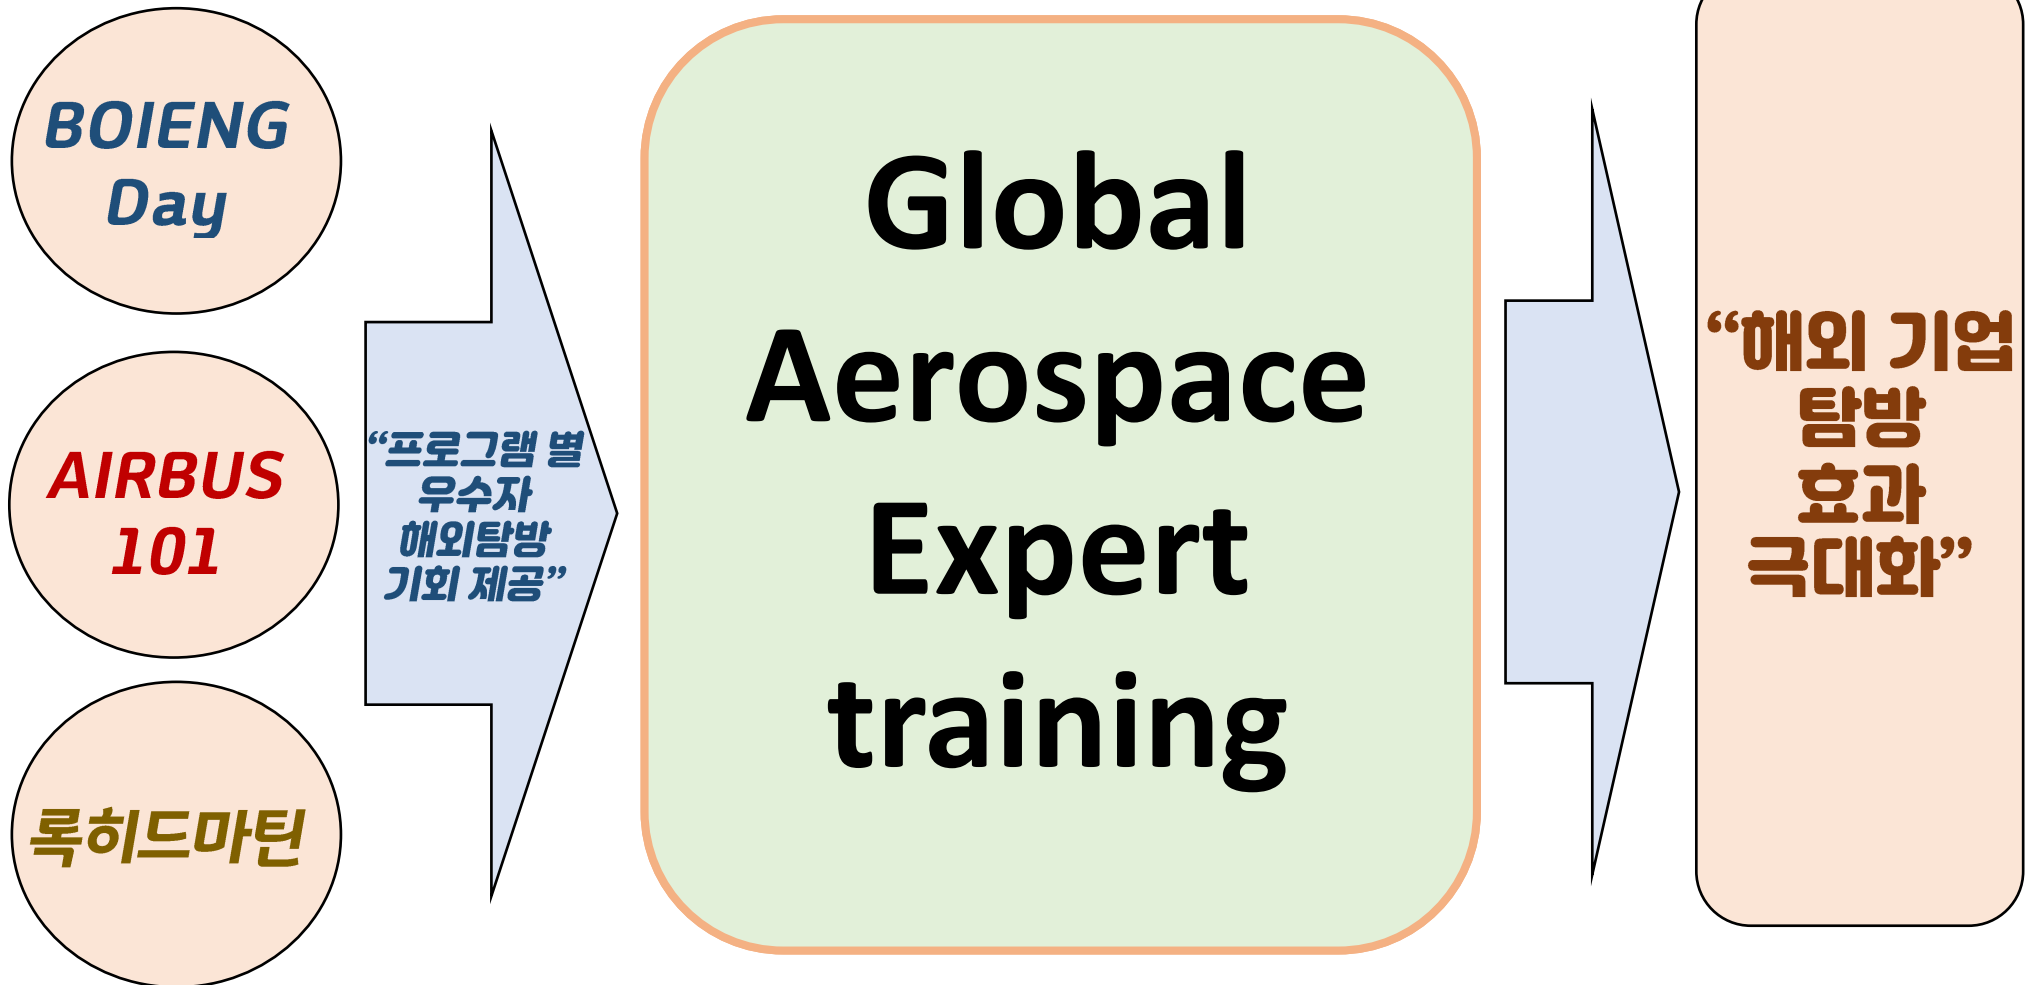 BOIENG
Day
AIRBUS
101
록히드마틴
“프로그램 별
우수자
해외탐방
기회 제공”
Global
Aerospace
Expert
training
“해외 기업
탐방
효과
극대화”